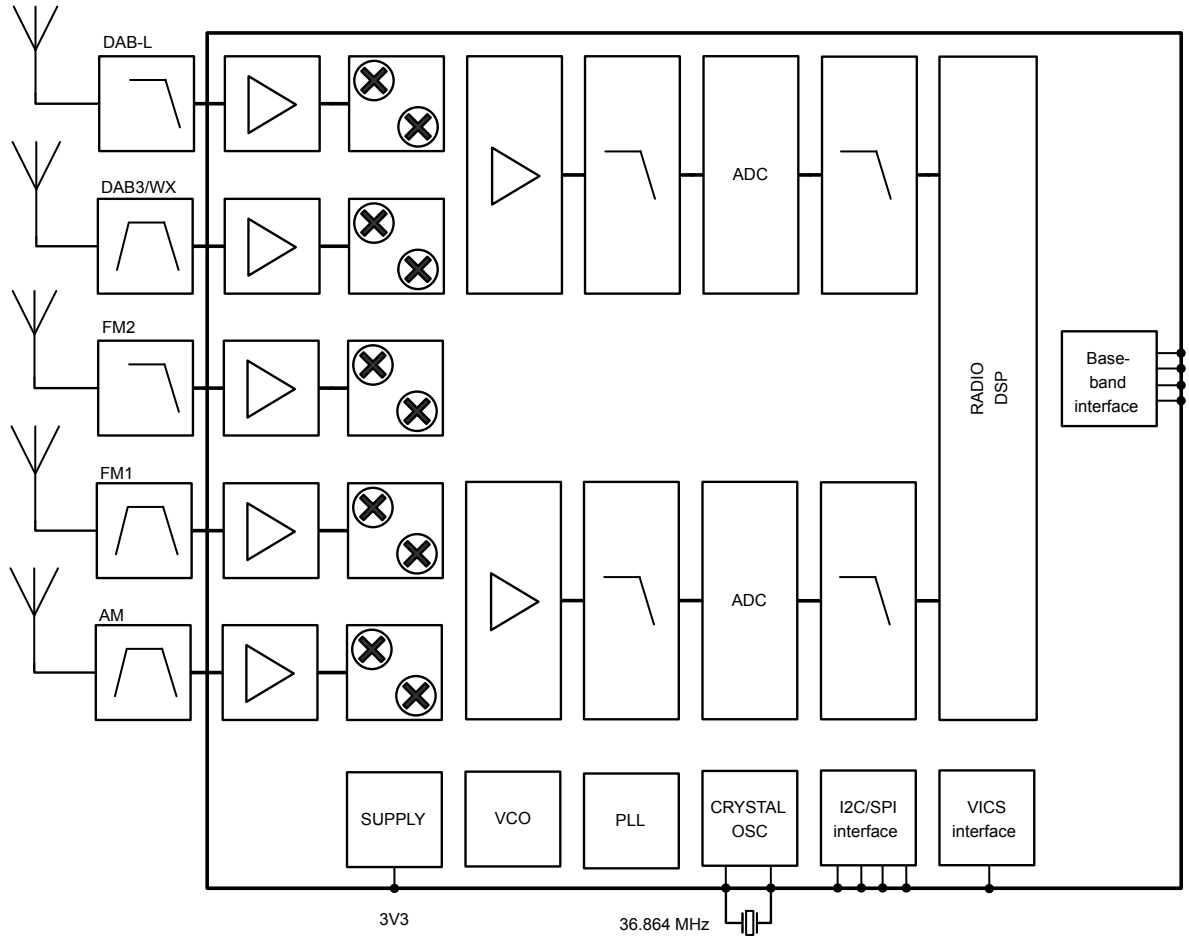 DAB-L
DAB3/WX
FM2
FM1
AM
ADC
ADC
RADIO
DSP
Base-
band
interface
SUPPLY
VCO
PLL
CRYSTAL
OSC
I2C/SPI
interface
VICS
interface
3V3
36.864 MHz